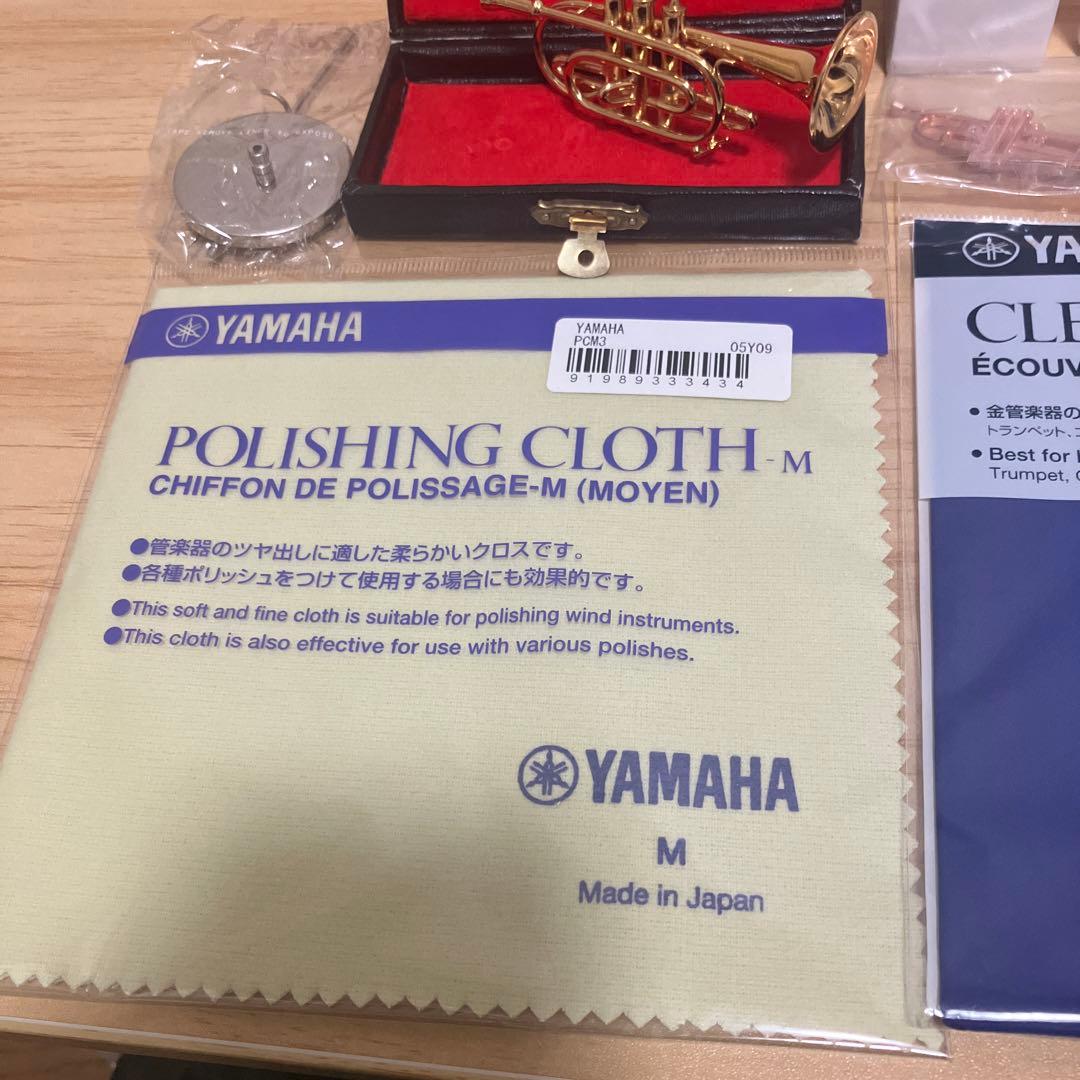 YAMAHA
YAMAHA
PCM3
05Y09
91989333434
POLISHING CLOTH-M
CHIFFON DE POLISSAGE-M (MOYEN)
●管楽器のツヤ出しに適した柔らかいクロスです。
●各種ポリッシュをつけて使用する場合にも効果的です。
●This soft and fine cloth is suitable for polishing wind instruments.
●This cloth is also effective for use with various polishes.
YAMAHA
M
Made in Japan
YA
CLE
ÉCOUV
● 金管楽器の
トランペット、コ
● Best for
Trumpet, C